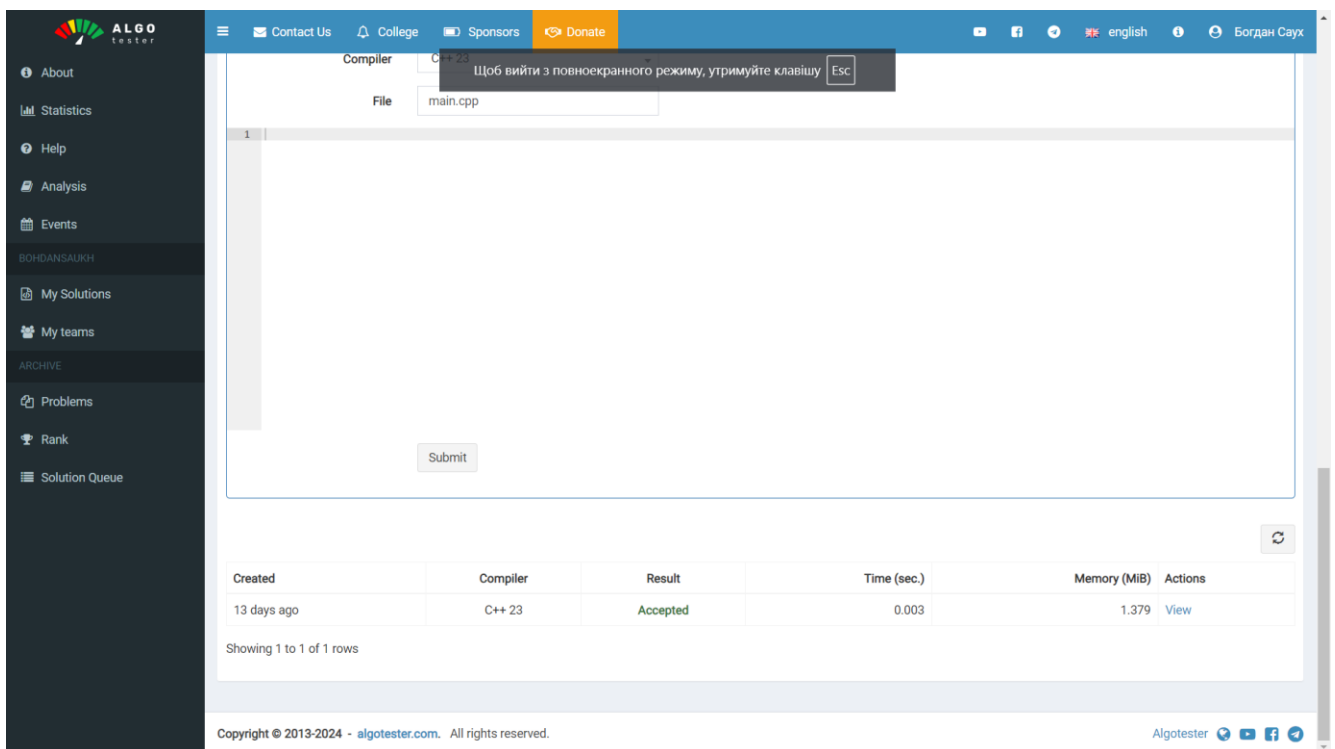 ALGO
tester
Contact Us College Sponsors Donate english Богдан Саух
About
Statistics
Help
Analysis
Events
BOHDANSAUKH
My Solutions
My teams
ARCHIVE
Problems
Rank
Solution Queue
Compiler C++ 23
Щоб вийти з повноекранного режиму, утримуйте клавішу Esc
File main.cpp
1
Submit
Created Compiler Result Time (sec.) Memory (MiB) Actions
13 days ago C++ 23 Accepted 0.003 1.379 View
Showing 1 to 1 of 1 rows
Copyright © 2013-2024 - algotester.com. All rights reserved. Algotester